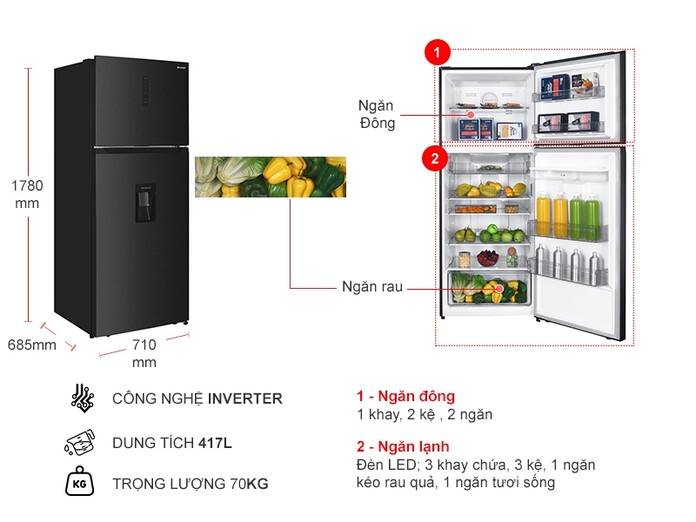 1
Ngăn
Đông
2
1780
mm
Ngăn rau
685mm
710
mm
CÔNG NGHỆ INVERTER
DUNG TÍCH 417L
KG
TRỌNG LƯỢNG 70KG
1 - Ngăn đông
1 khay, 2 kệ , 2 ngăn
2 - Ngăn lạnh
Đèn LED; 3 khay chứa, 3 kệ, 1 ngăn
kéo rau quả, 1 ngăn tươi sống